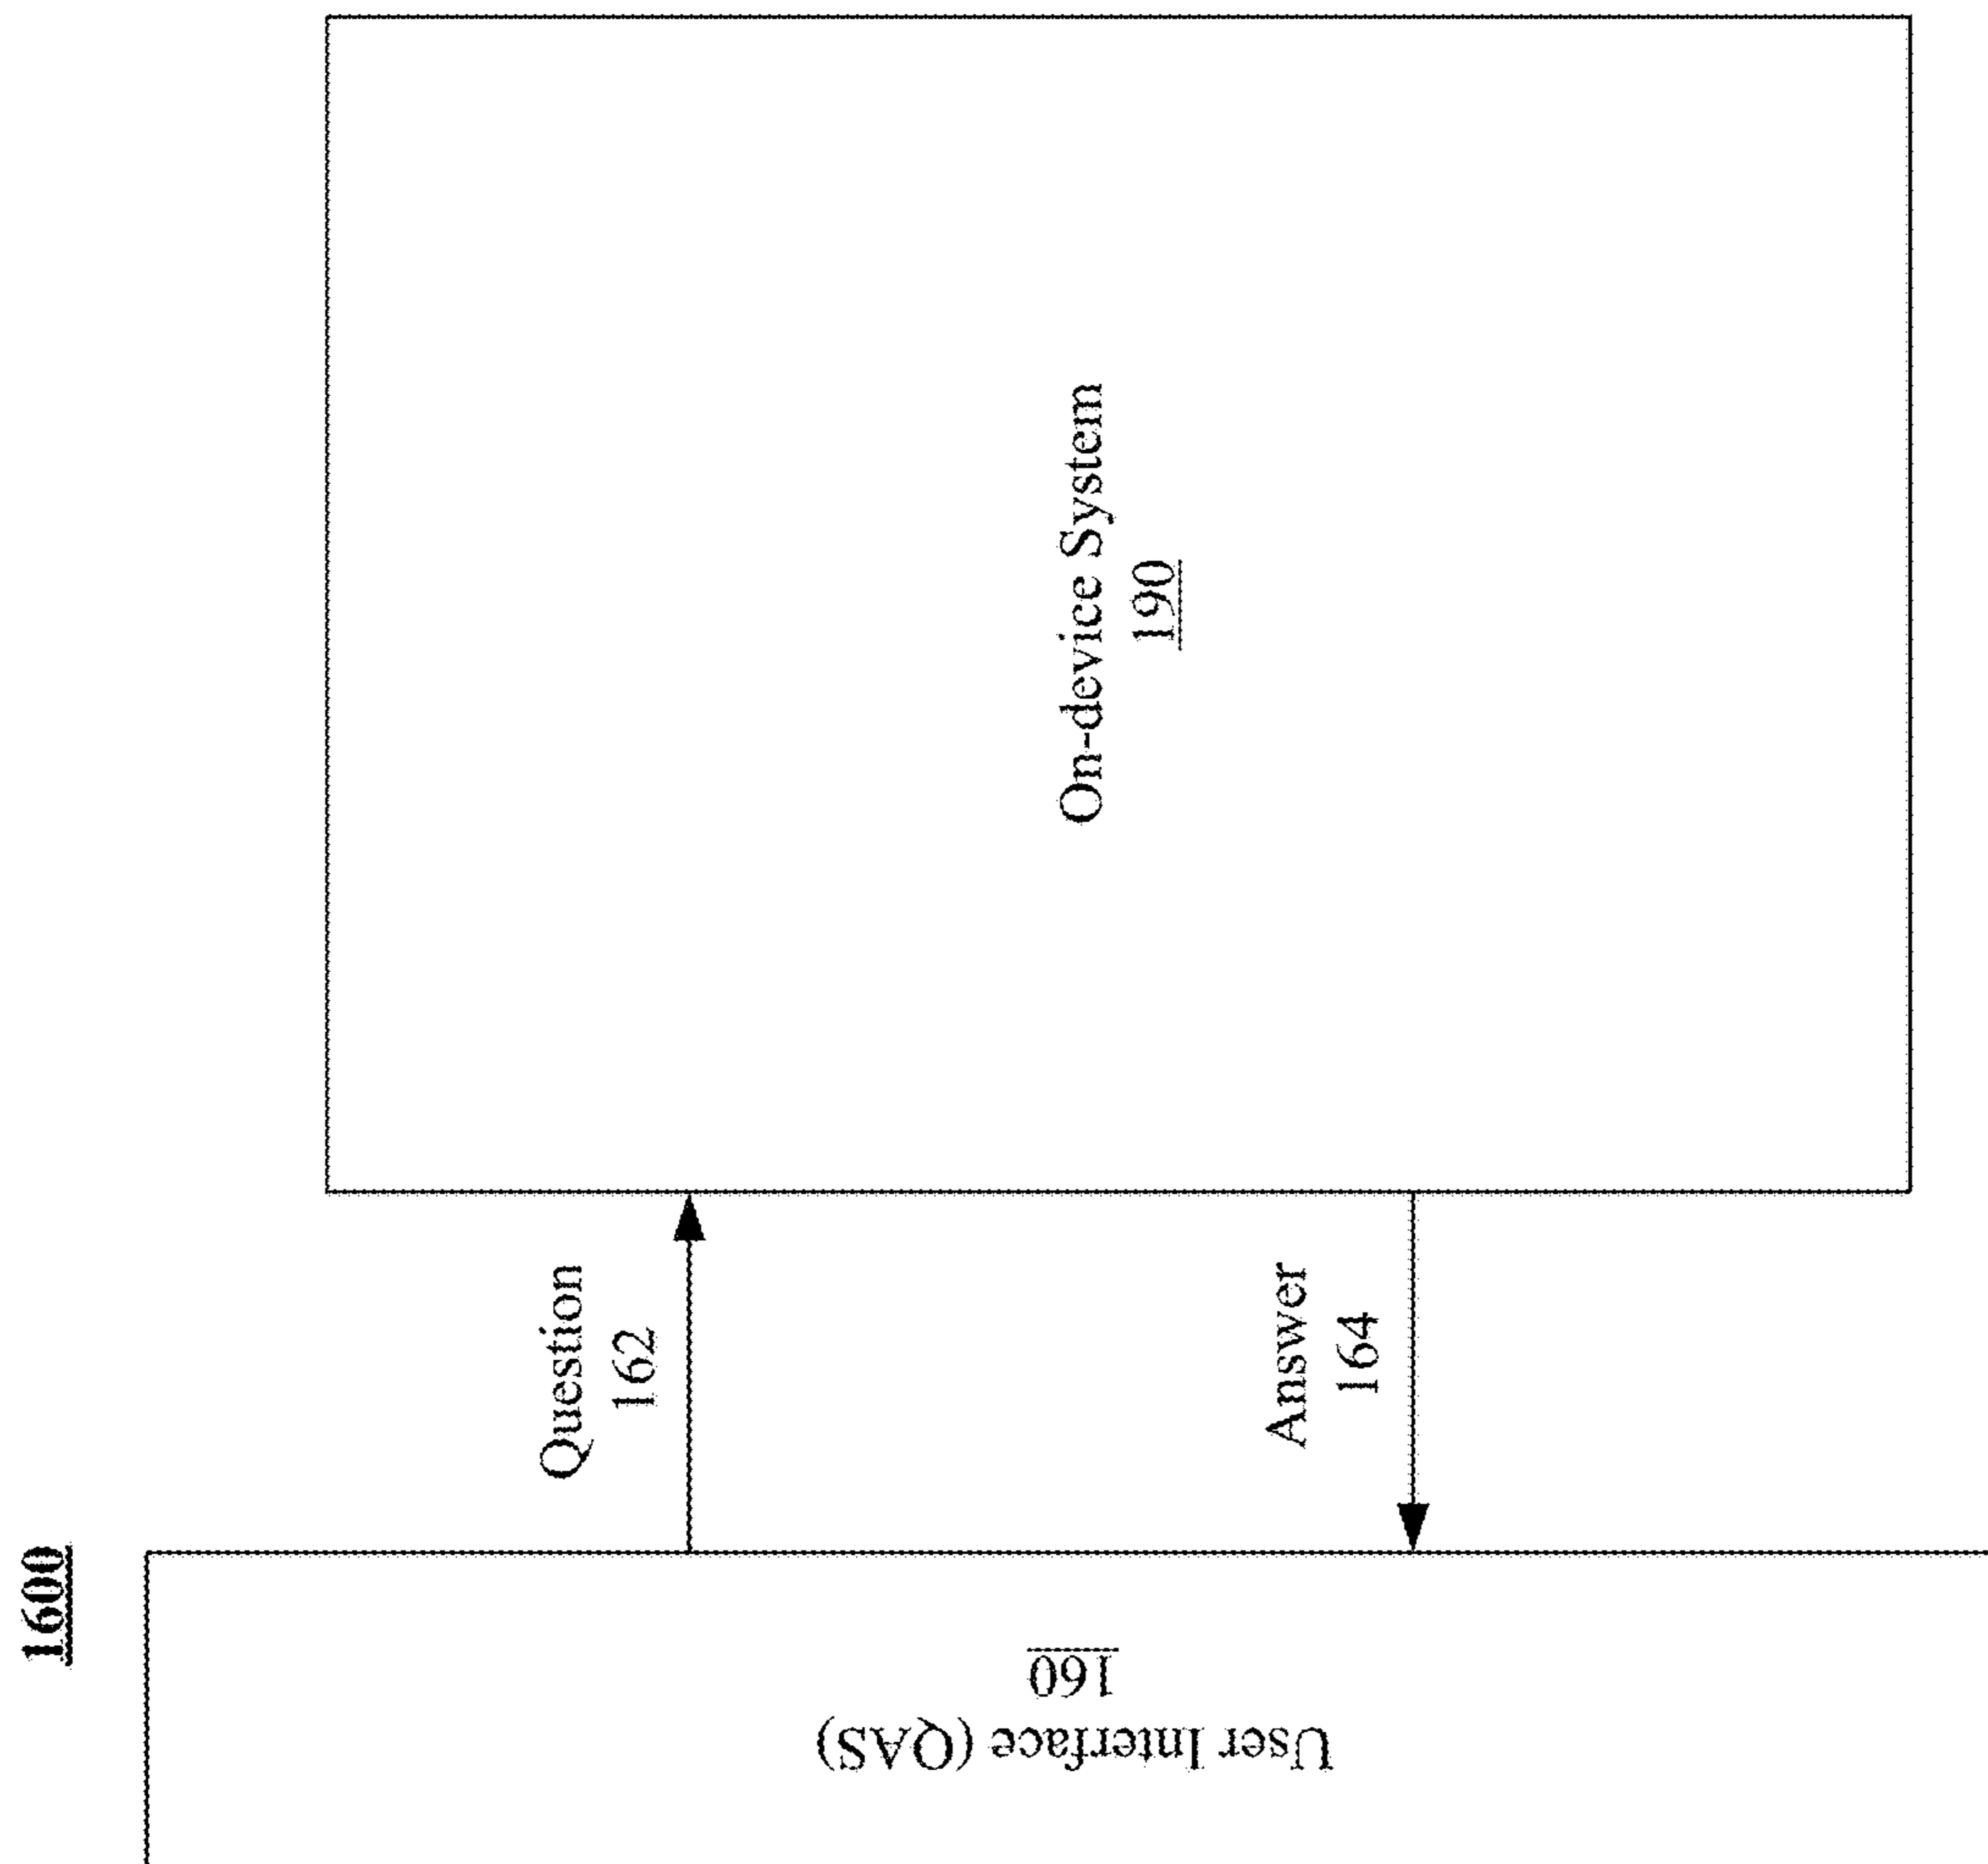 1600
User Interface (QAS)
160
Question
162
Answer
164
On-device System
190